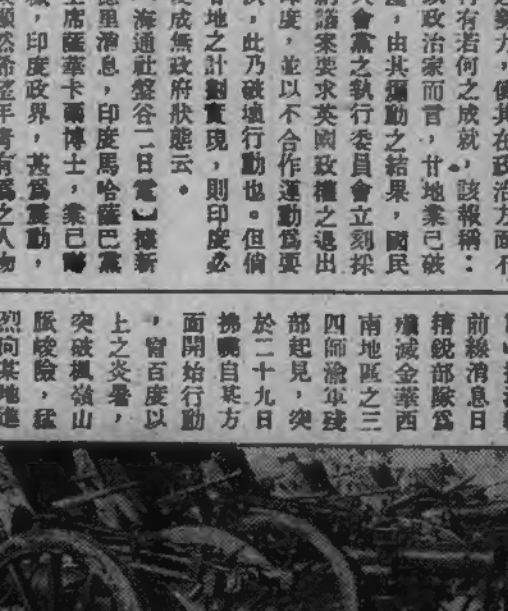 行有若何之成就，該報稱：
政治家而言，甘地業已破
，由其彈動之結果，國民
大會黨之執行委員會立刻採
案要求英國政權之退出
印度，並以不合作運動爲要
，此乃破壞行動也。但倘
甘地之計劃實現，則印度必
變成無政府狀態云。
海通社盤谷二日電】據新
德里消息，印度馬哈薩巴黨
主席薩華卡爾博士，業已
，印度政界，甚爲震動，
顯然希望年青有爲之人物
前綫消息日
精銳部隊爲
殲滅金華西
南地區之三
四師渝軍殘
部起見，突
於二十九日
拂曉自某方
面開始行動
，冒百度以
上之炎暑，
突破楓嶺山
脈峻險，猛
烈向某地進